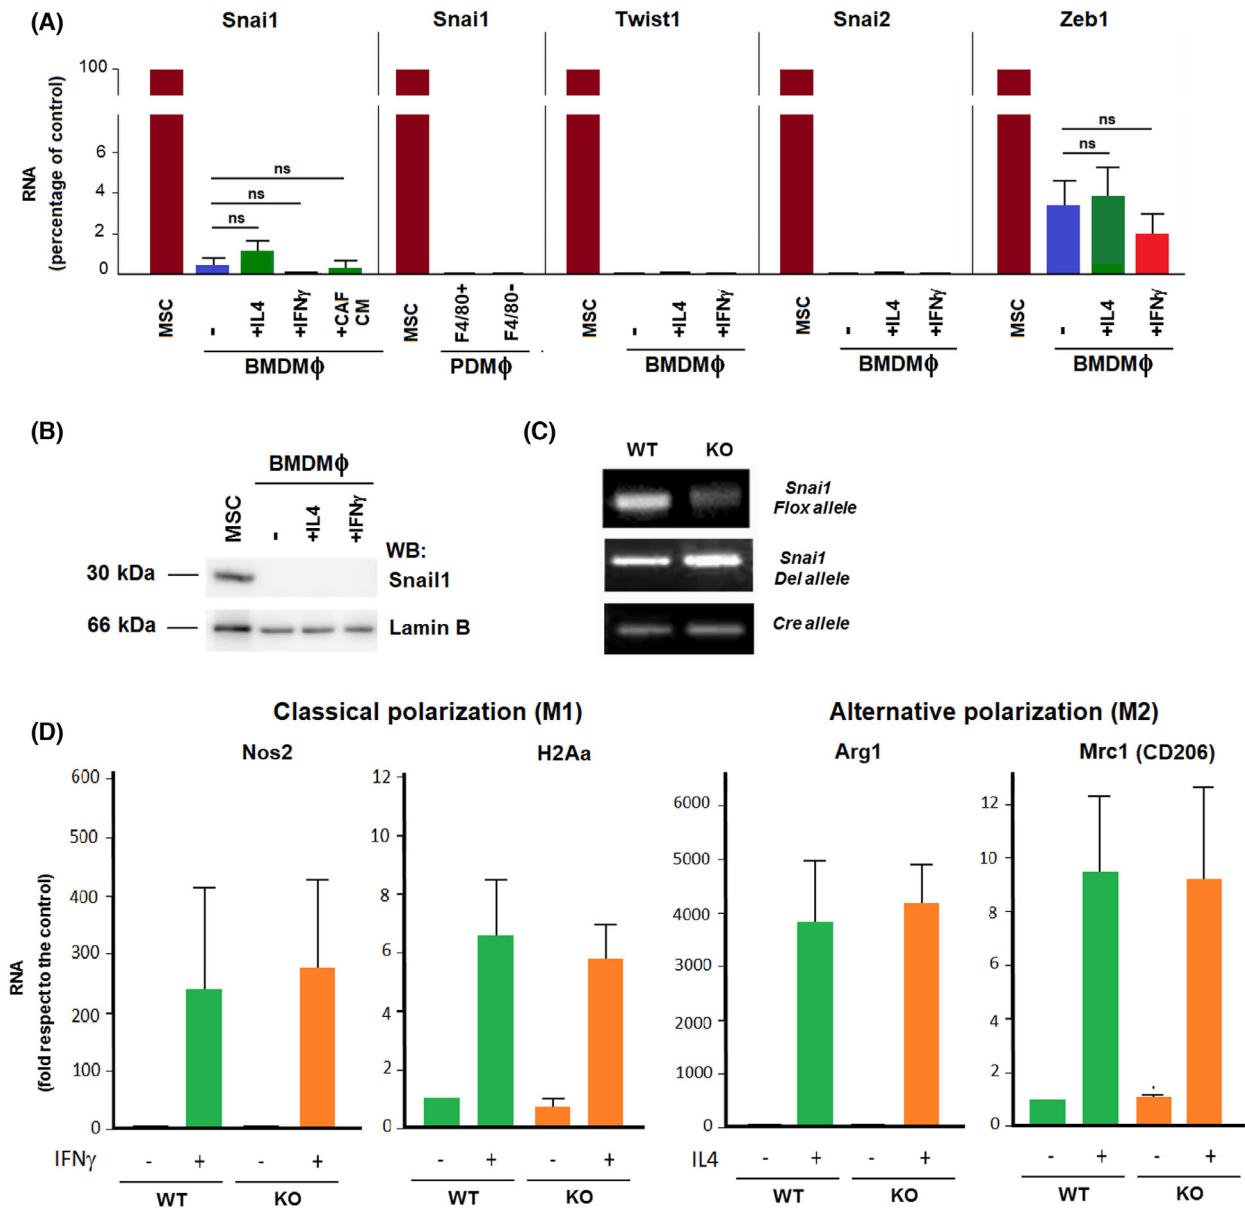 (A)
Snai1 Snai1 Twist1 Snai2 Zeb1
RNA
(percentage of control)
100
6
4
2
0
ns
ns
ns
ns
ns
MSC - +IL4 +IFNγ +CAF CM
BMDMϕ
MSC F4/80+ F4/80-
PDMϕ
MSC - +IL4 +IFNγ
BMDMϕ
MSC - +IL4 +IFNγ
BMDMϕ
MSC - +IL4 +IFNγ
BMDMϕ
(B)
BMDMϕ
MSC - +IL4 +IFNγ
WB:
30 kDa Snail1
66 kDa Lamin B
(C)
WT KO
Snai1
Flox allele
Snai1
Del allele
Cre allele
(D)
Classical polarization (M1) Alternative polarization (M2)
Nos2 H2Aa Arg1 Mrc1 (CD206)
RNA
(fold respect to the control)
600
500
400
300
200
100
0
12
10
8
6
4
2
0
6000
5000
4000
3000
2000
1000
0
12
10
8
6
4
2
0
IFNγ - + - + - + - + IL4 - + - + - + - +
WT KO WT KO WT KO WT KO